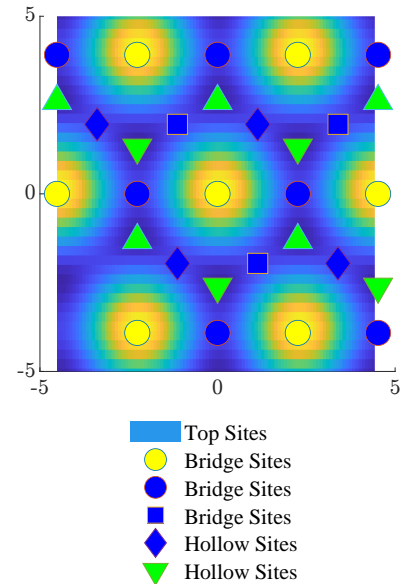 5
0
-5
-5
0
5
Top Sites
Bridge Sites
Bridge Sites
Bridge Sites
Hollow Sites
Hollow Sites